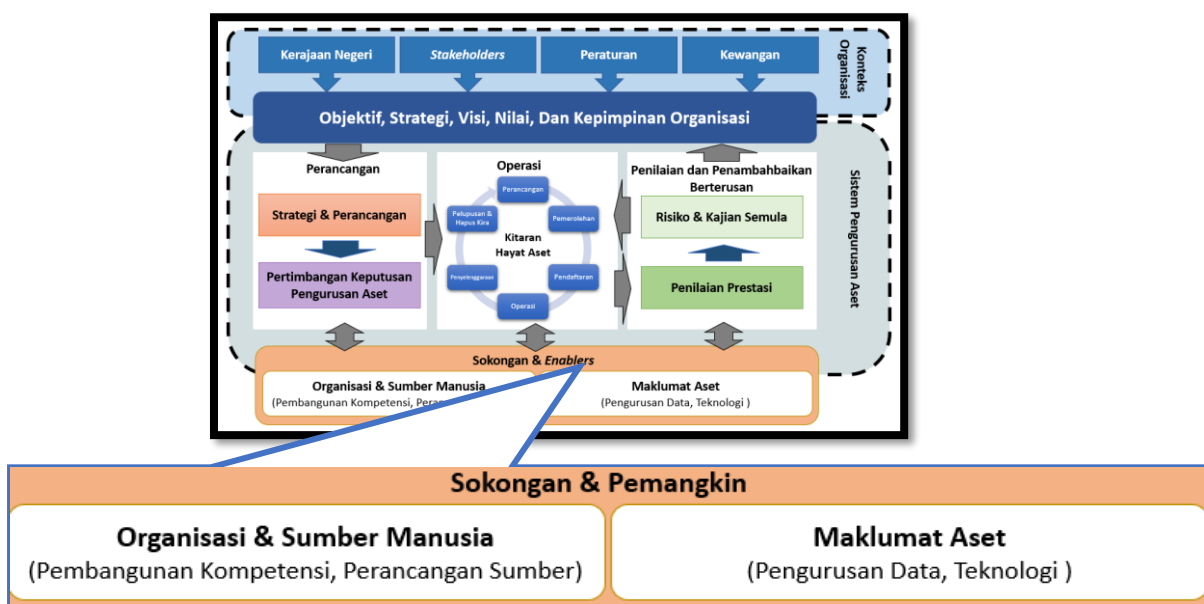 Kerajaan Negeri
Stakeholders
Peraturan
Kewangan
Konteks
Organisasi
Objektif, Strategi, Visi, Nilai, Dan Kepimpinan Organisasi
Perancangan
Strategi & Perancangan
Pertimbangan Keputusan
Pengurusan Aset
Operasi
Perancangan
Pemerolehan
Pendaftaran
Operasi
Penyelenggaraan
Pelupusan &
Hapus Kira
Kitaran
Hayat Aset
Penilaian dan Penambahbaikan
Berterusan
Risiko & Kajian Semula
Penilaian Prestasi
Sistem Pengurusan Aset
Sokongan & Enablers
Organisasi & Sumber Manusia
(Pembangunan Kompetensi,
Maklumat Aset
(Pengurusan Data, Teknologi )
Sokongan & Pemangkin
Organisasi & Sumber Manusia
(Pembangunan Kompetensi, Perancangan Sumber)
Maklumat Aset
(Pengurusan Data, Teknologi )